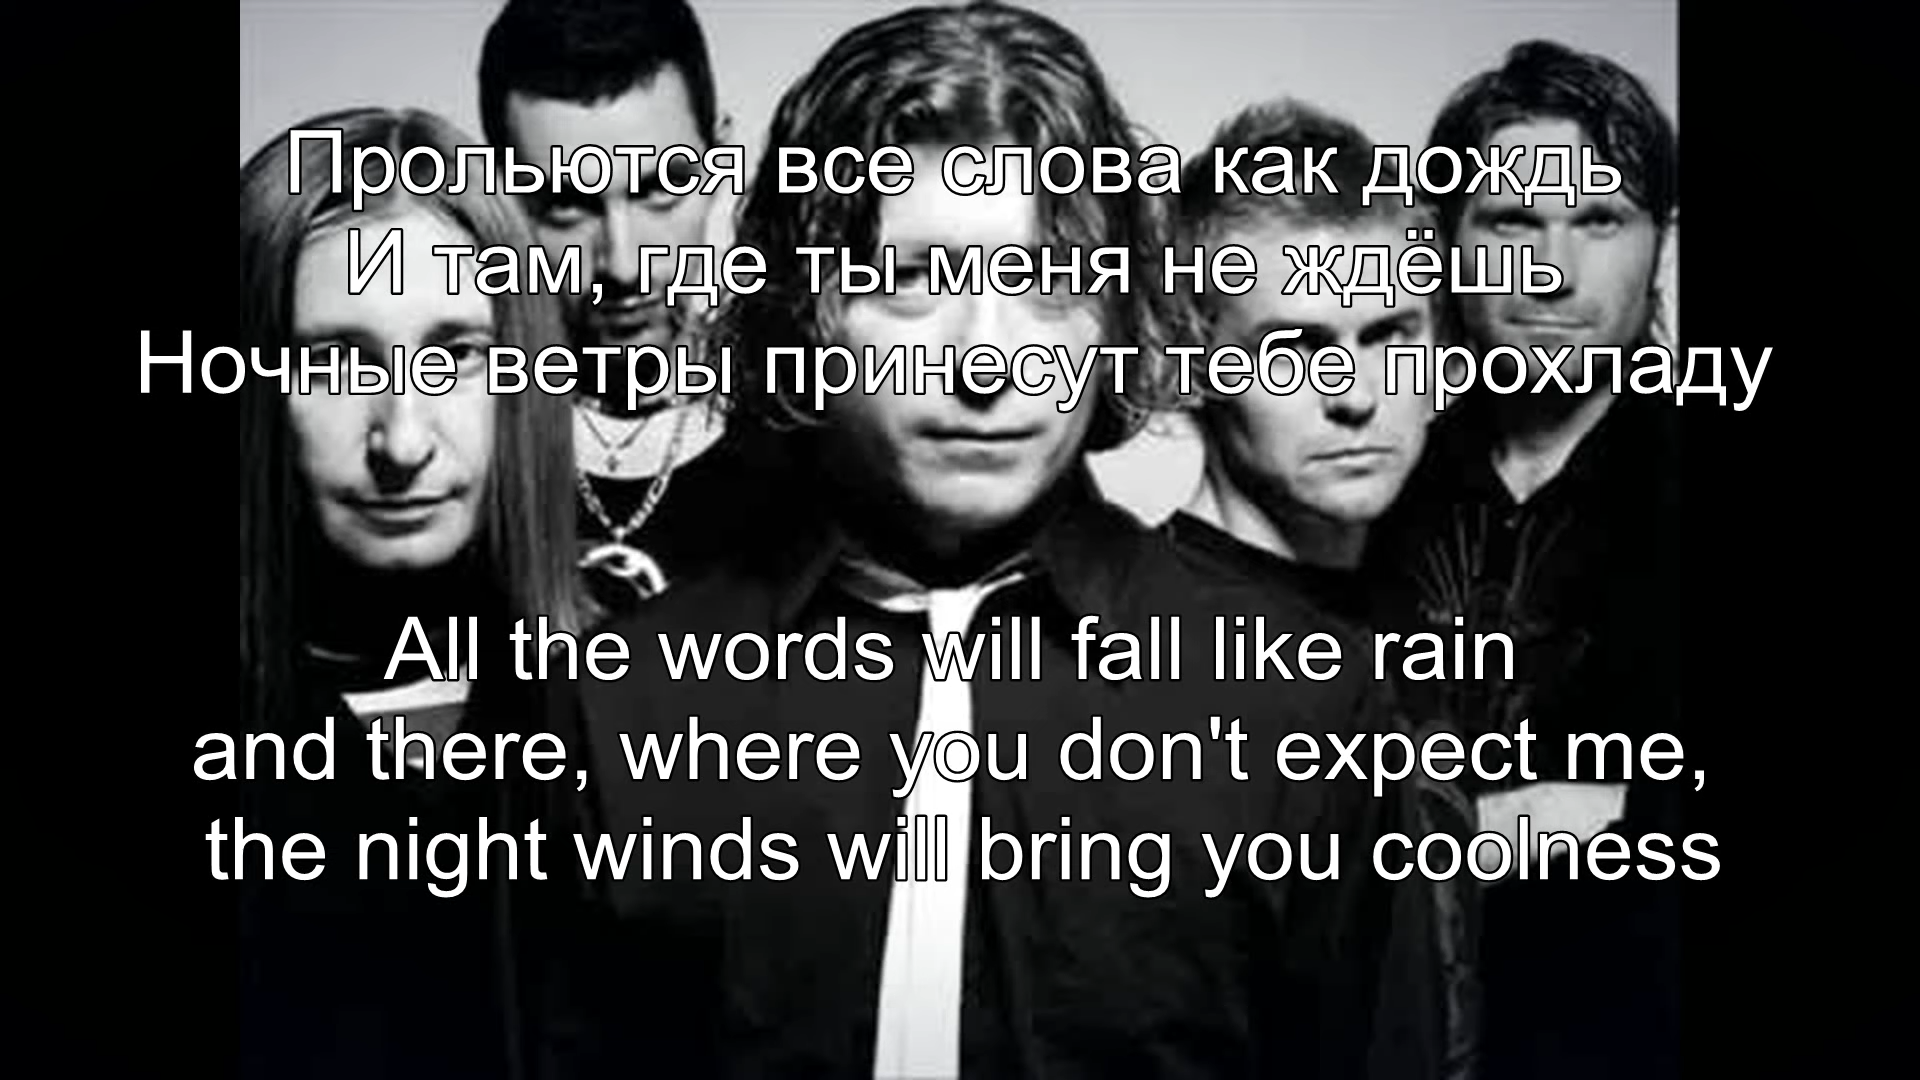 Прольются все слова как дождь
И там, где ты меня не ждёшь
Ночные ветры принесут тебе прохладу
All the words will fall like rain
and there, where you don't expect me,
the night winds will bring you coolness